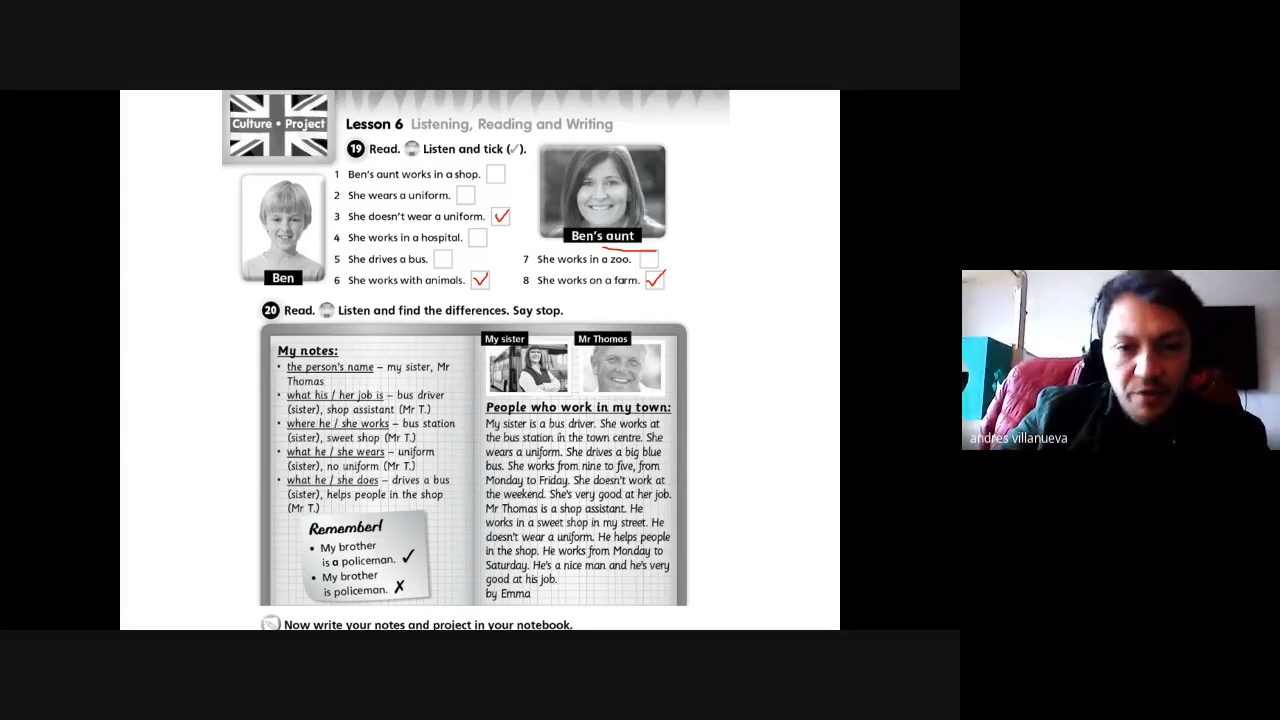 Culture • Project
Lesson 6 Listening, Reading and Writing
19 Read. Listen and tick (✓).
1 Ben's aunt works in a shop.
2 She wears a uniform.
3 She doesn't wear a uniform. ✓
4 She works in a hospital.
5 She drives a bus.
6 She works with animals. ✓
Ben
Ben's aunt
7 She works in a zoo.
8 She works on a farm. ✓
20 Read. Listen and find the differences. Say stop.
My notes:
• the person's name – my sister, Mr
Thomas
• what his / her job is – bus driver
(sister), shop assistant (Mr T.)
• where he / she works – bus station
(sister), sweet shop (Mr T.)
• what he / she wears – uniform
(sister), no uniform (Mr T.)
• what he / she does – drives a bus
(sister), helps people in the shop
(Mr T.)
Remember!
• My brother
is a policeman. ✓
• My brother
is policeman. ✗
My sister
Mr Thomas
People who work in my town:
My sister is a bus driver. She works at
the bus station in the town centre. She
wears a uniform. She drives a big blue
bus. She works from nine to five, from
Monday to Friday. She doesn't work at
the weekend. She's very good at her job.
Mr Thomas is a shop assistant. He
works in a sweet shop in my street. He
doesn't wear a uniform. He helps people
in the shop. He works from Monday to
Saturday. He's a nice man and he's very
good at his job.
by Emma
Now write your notes and project in your notebook.
andres villanueva